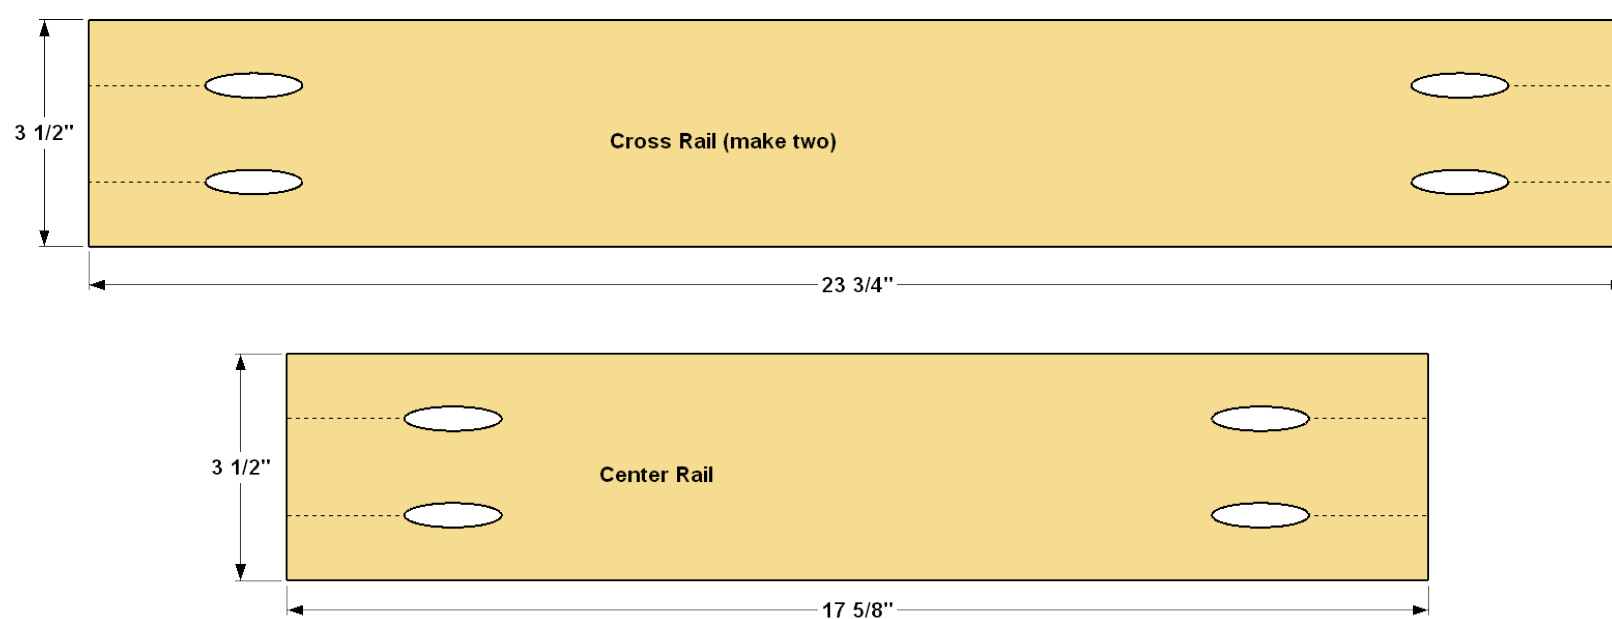 3 1/2"
Cross Rail (make two)
23 3/4"
3 1/2"
Center Rail
17 5/8"